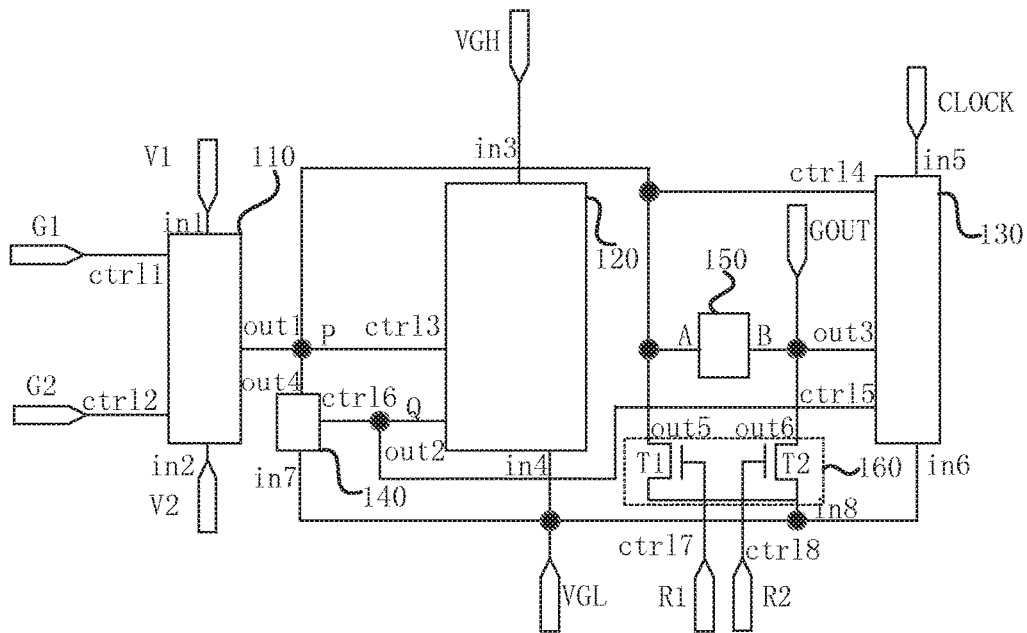 VGH
CLOCK
V1
110
in3
in5
in1
ctrl4
G1
ctrl1
120
GOUT
130
150
out1
P
ctrl3
A
B
out3
out4
G2
ctrl2
ctrl6
Q
ctrl5
out2
out5
out6
in2
in7
in4
T1
T2
160
in6
V2
140
in8
ctrl7
ctrl8
VGL
R1
R2